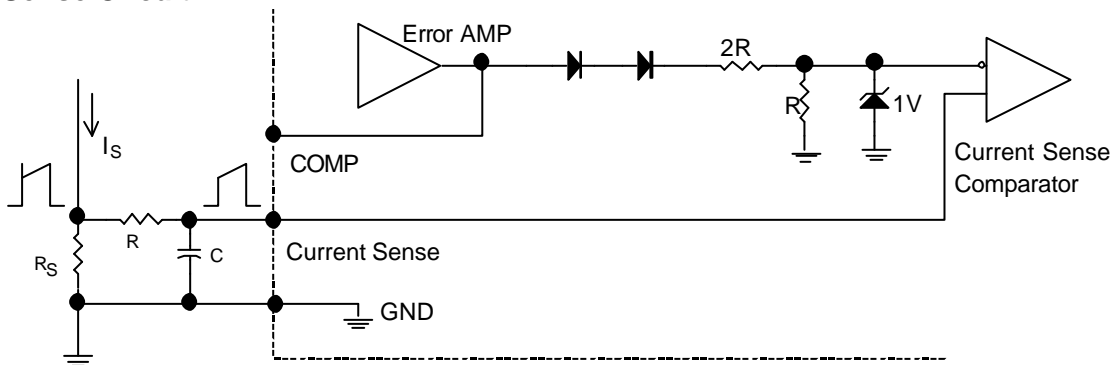 Error AMP
2R
R
1V
I_S
COMP
Current Sense
Comparator
R
C
Current Sense
R_S
GND